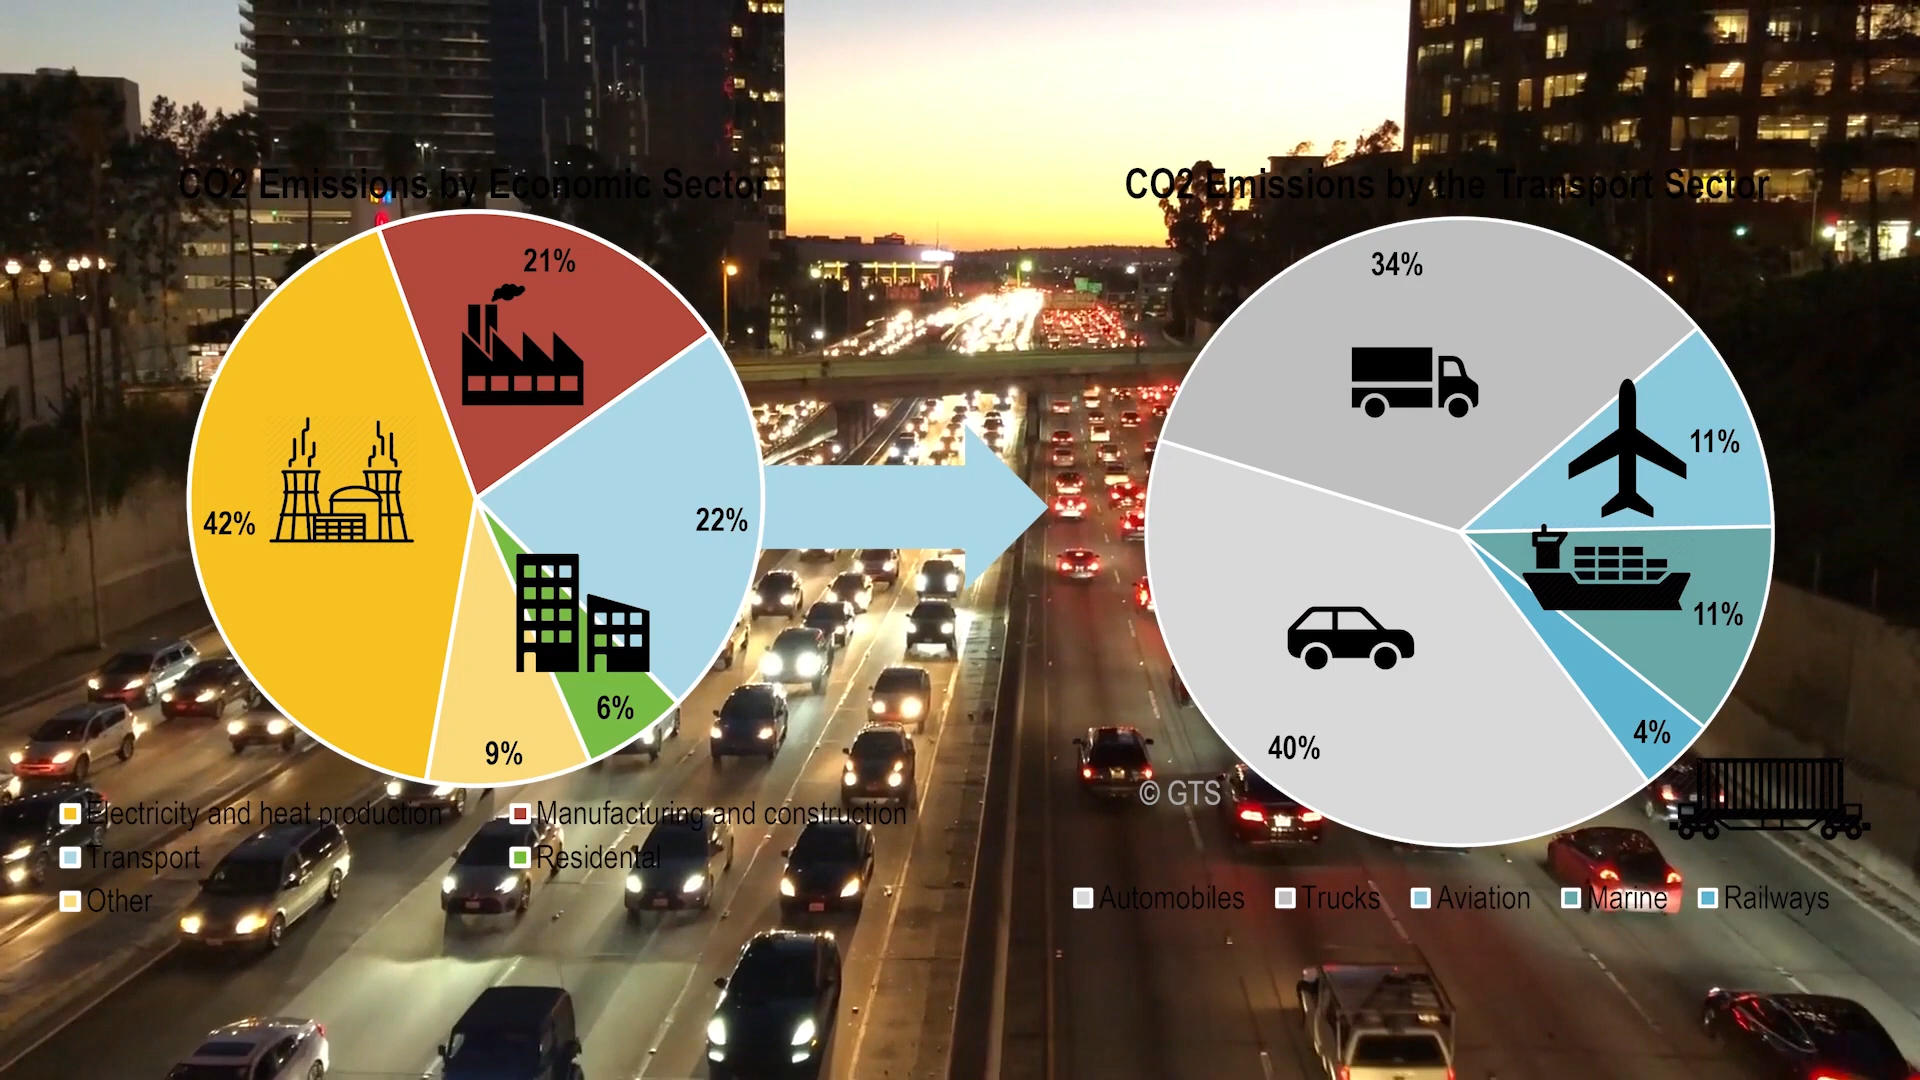 CO2 Emissions by Economic Sector
21%
42%
22%
6%
9%
Electricity and heat production
Manufacturing and construction
Transport
Residental
Other
CO2 Emissions by the Transport Sector
34%
11%
11%
4%
40%
© GTS
Automobiles Trucks Aviation Marine Railways